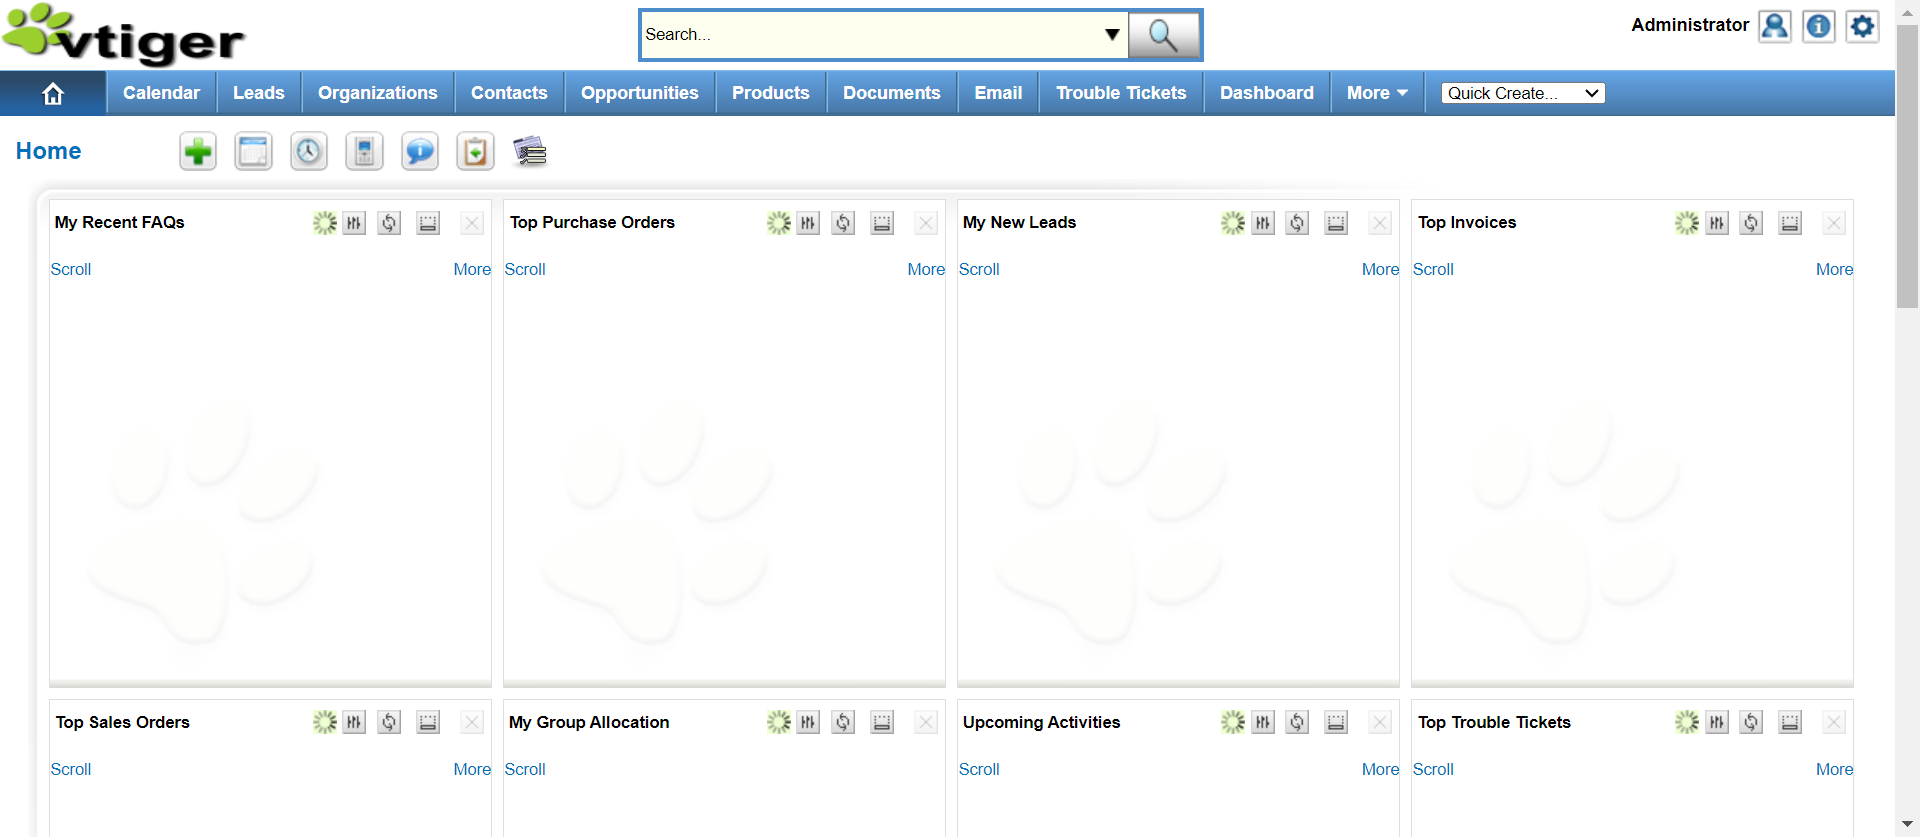 vtiger
Search...
Administrator
Calendar Leads Organizations Contacts Opportunities Products Documents Email Trouble Tickets Dashboard More Quick Create...
Home
My Recent FAQs
Scroll More
Top Purchase Orders
Scroll More
My New Leads
Scroll More
Top Invoices
Scroll More
Top Sales Orders
Scroll More
My Group Allocation
Scroll
Upcoming Activities
Scroll More
Top Trouble Tickets
Scroll More